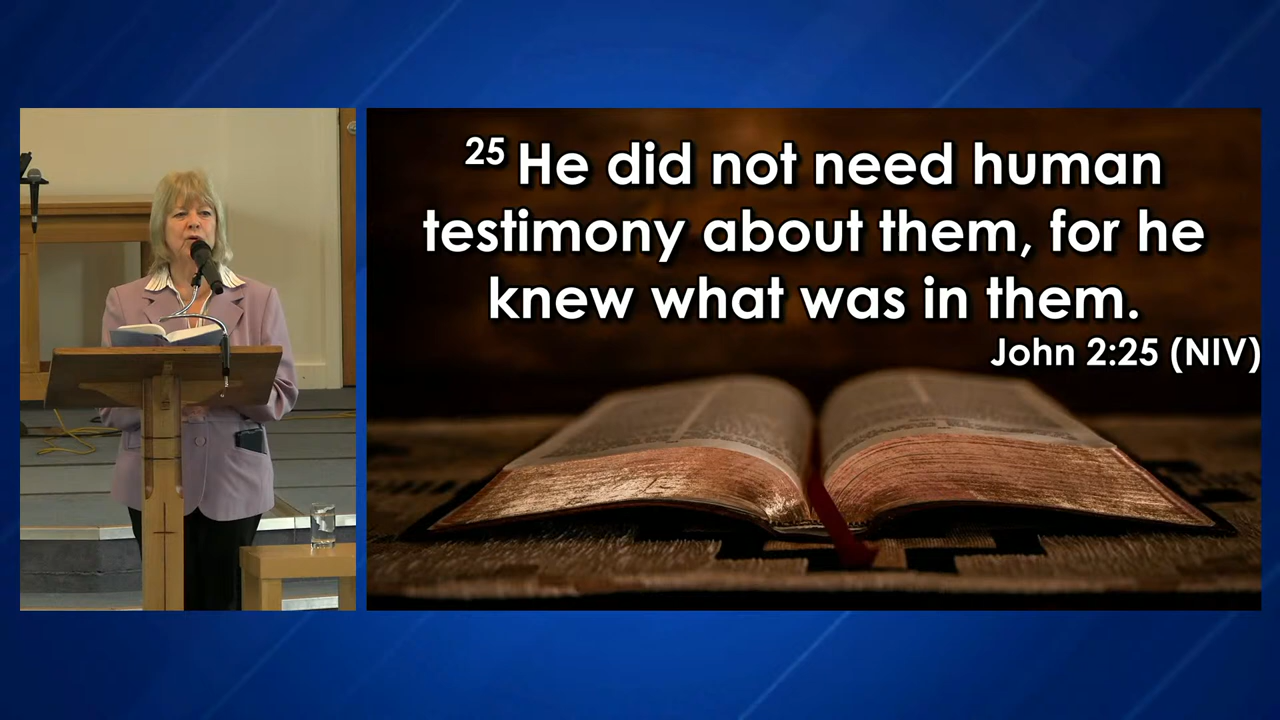 25 He did not need human
testimony about them, for he
knew what was in them.
John 2:25 (NIV)